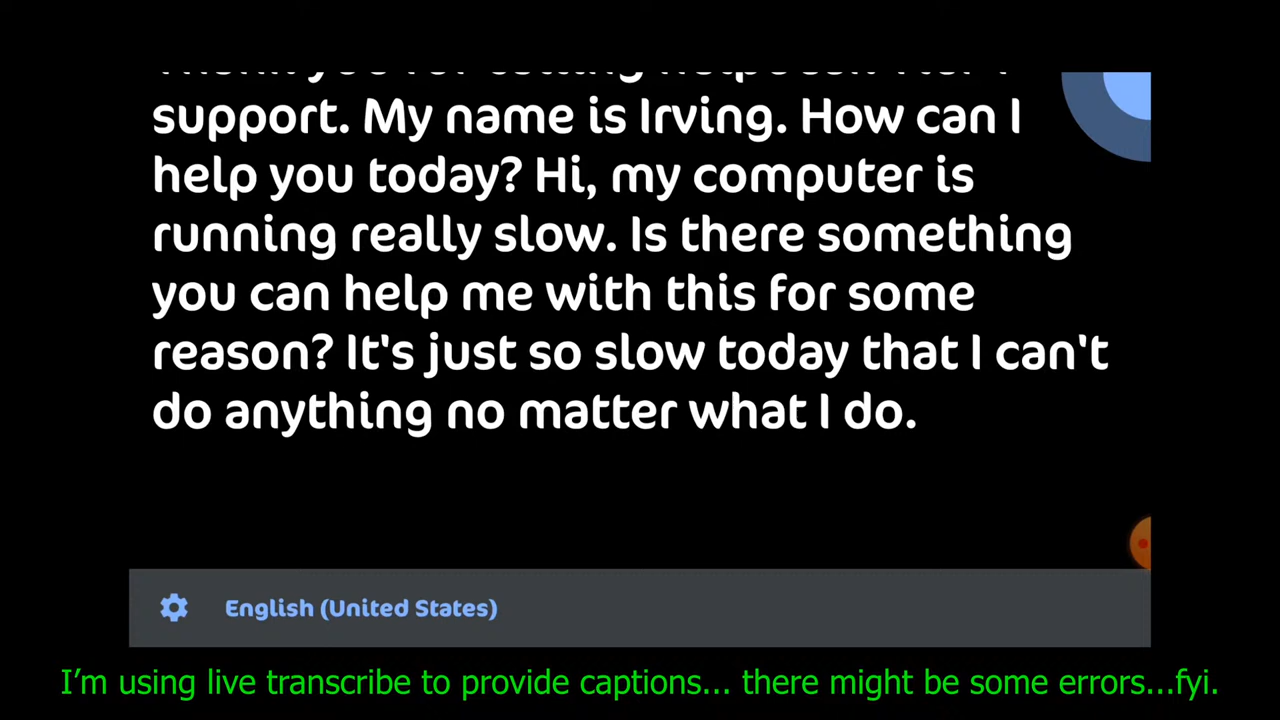 support. My name is Irving. How can I
help you today? Hi, my computer is
running really slow. Is there something
you can help me with this for some
reason? It's just so slow today that I can't
do anything no matter what I do.
English (United States)
I’m using live transcribe to provide captions... there might be some errors...fyi.